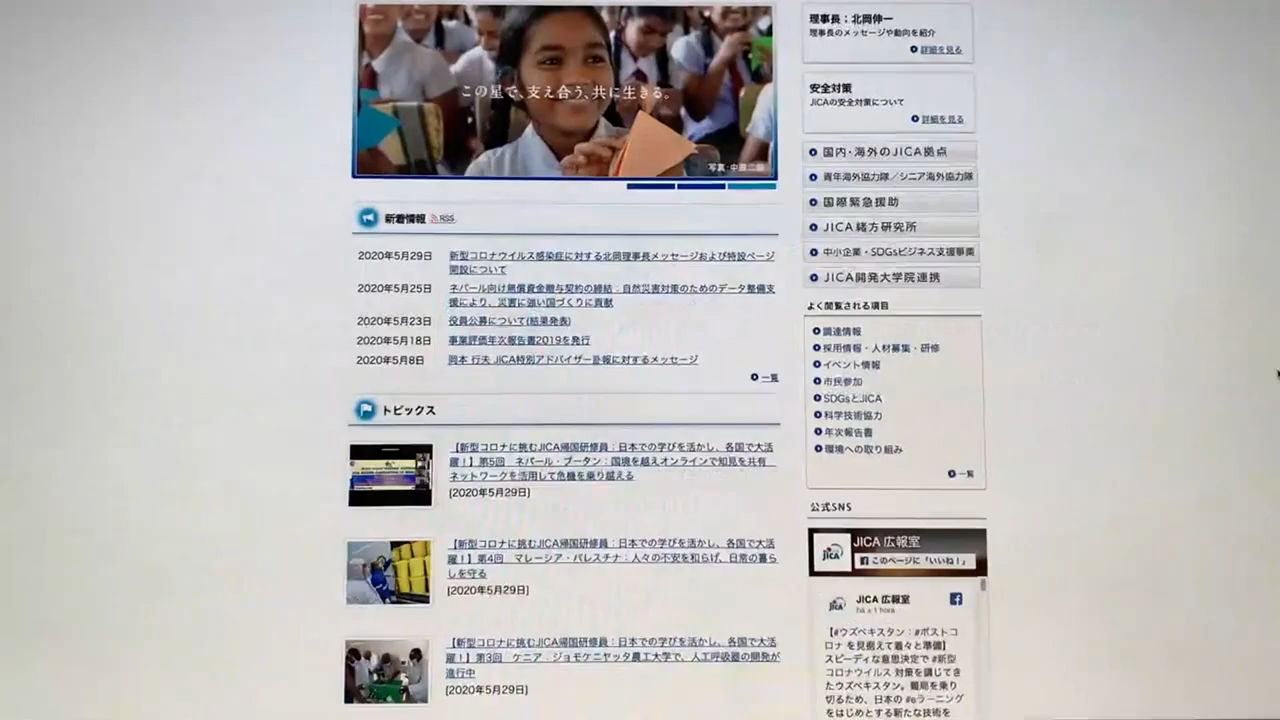 この星で、支え合う、共に生きる。
新着情報 RSS
2020年5月29日 新型コロナウイルス感染症に対する北岡理事長メッセージおよび特設ページ
開設について
2020年5月25日 ネパール向け無償資金贈与契約の締結：自然災害対策のためのデータ整備支
援により、災害に強い国づくりに貢献
2020年5月23日 役員公募について(結果発表)
2020年5月18日 事業評価年次報告書2019を発行
2020年5月8日 岡本 行夫 JICA特別アドバイザー訃報に対するメッセージ
一覧
トピックス
【新型コロナに挑むJICA帰国研修員：日本での学びを活かし、各国で大活
躍！】第5回 ネパール・ブータン：国境を越えオンラインで知見を共有
ネットワークを活用して危機を乗り越える
[2020年5月29日]
【新型コロナに挑むJICA帰国研修員：日本での学びを活かし、各国で大活
躍！】第4回 マレーシア・パレスチナ：人々の不安を和らげ、日常の暮ら
しを守る
[2020年5月29日]
【新型コロナに挑むJICA帰国研修員：日本での学びを活かし、各国で大活
躍！】第3回 ケニア・ジョモケニヤッタ農工大学で、人工呼吸器の開発が
進行中
[2020年5月29日]
理事長：北岡伸一
理事長のメッセージや動向を紹介
詳細を見る
安全対策
JICAの安全対策について
詳細を見る
国内・海外のJICA拠点
青年海外協力隊／シニア海外協力隊
国際緊急援助
JICA緒方研究所
中小企業・SDGsビジネス支援事業
JICA開発大学院連携
よく閲覧される項目
調達情報
採用情報・人材募集・研修
イベント情報
市民参加
SDGsとJICA
科学技術協力
年次報告書
環境への取り組み
一覧
公式SNS
JICA 広報室
このページに「いいね！」
JICA 広報室
há ± 1 hora
【#ウズベキスタン：#ポストコ
ロナ を見据えて着々と準備】
スピーディな意思決定で #新型
コロナウイルス 対策を講じてき
たウズベキスタン。難局を乗り
切るため、日本の #eラーニング
をはじめとする新たな技術を